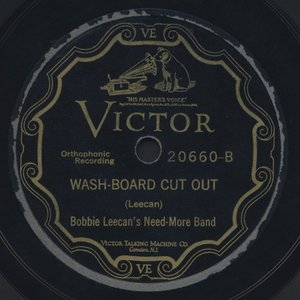 VE
"HIS MASTER'S VOICE"
VICTOR
Orthophonic
Recording
20660-B
WASH-BOARD CUT OUT
(Leecan)
Bobbie Leecan's Need-More Band
VICTOR TALKING MACHINE CO.
Camden, N.J.
VE